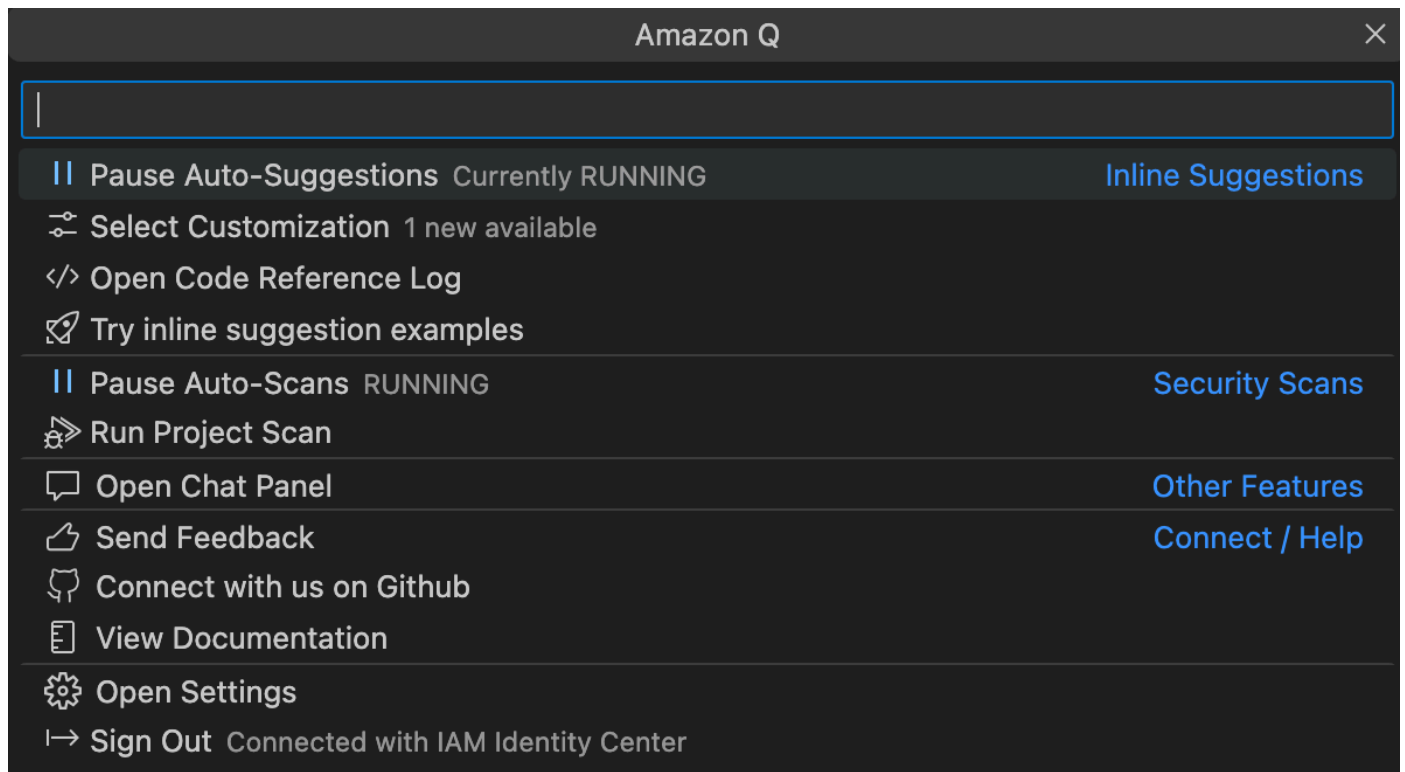 Amazon Q
Pause Auto-Suggestions Currently RUNNING Inline Suggestions
Select Customization 1 new available
Open Code Reference Log
Try inline suggestion examples
Pause Auto-Scans RUNNING Security Scans
Run Project Scan
Open Chat Panel Other Features
Send Feedback Connect / Help
Connect with us on Github
View Documentation
Open Settings
Sign Out Connected with IAM Identity Center